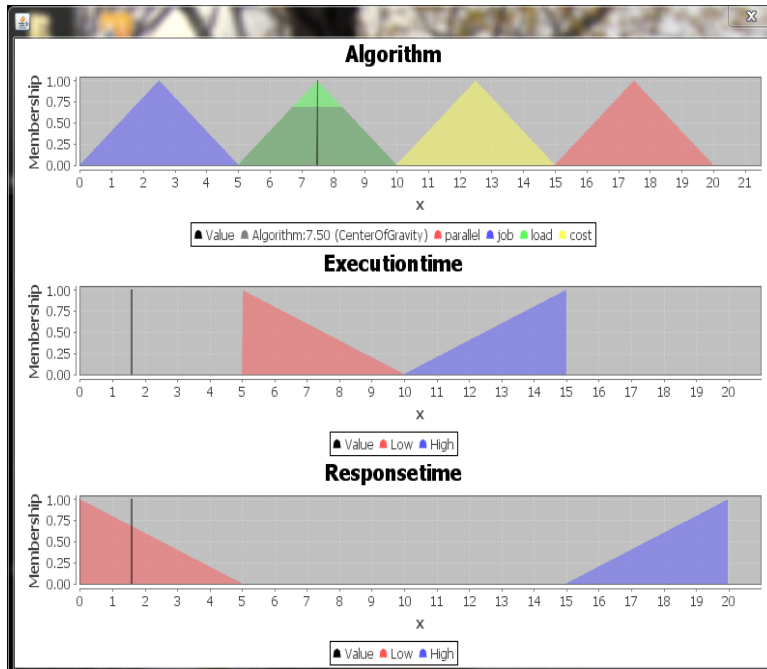 x
Algorithm
Membership
1.00
0.75
0.50
0.25
0.00
0 1 2 3 4 5 6 7 8 9 10 11 12 13 14 15 16 17 18 19 20 21
x
Value Algorithm:7.50 (CenterOfGravity) parallel job load cost
Executiontime
Membership
1.00
0.75
0.50
0.25
0.00
0 1 2 3 4 5 6 7 8 9 10 11 12 13 14 15 16 17 18 19 20
x
Value Low High
Responsetime
Membership
1.00
0.75
0.50
0.25
0.00
0 1 2 3 4 5 6 7 8 9 10 11 12 13 14 15 16 17 18 19 20
x
Value Low High